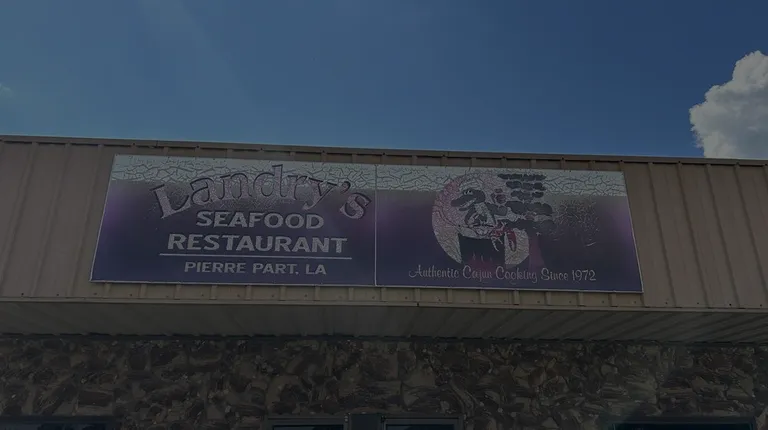 Landry's
SEAFOOD
RESTAURANT
PIERRE PART, LA
Authentic Cajun Cooking Since 1972